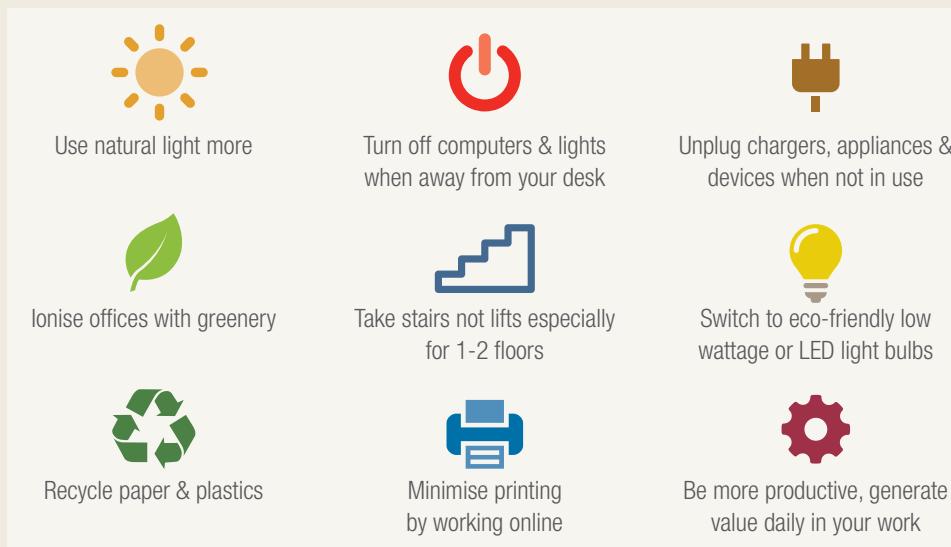 Use natural light more
Turn off computers & lights
when away from your desk
Unplug chargers, appliances &
devices when not in use
Ionise offices with greenery
Take stairs not lifts especially
for 1-2 floors
Switch to eco-friendly low
wattage or LED light bulbs
Recycle paper & plastics
Minimise printing
by working online
Be more productive, generate
value daily in your work